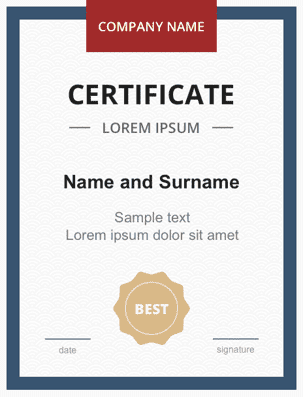 COMPANY NAME
CERTIFICATE
LOREM IPSUM
Name and Surname
Sample text
Lorem ipsum dolor sit amet
BEST
date
signature